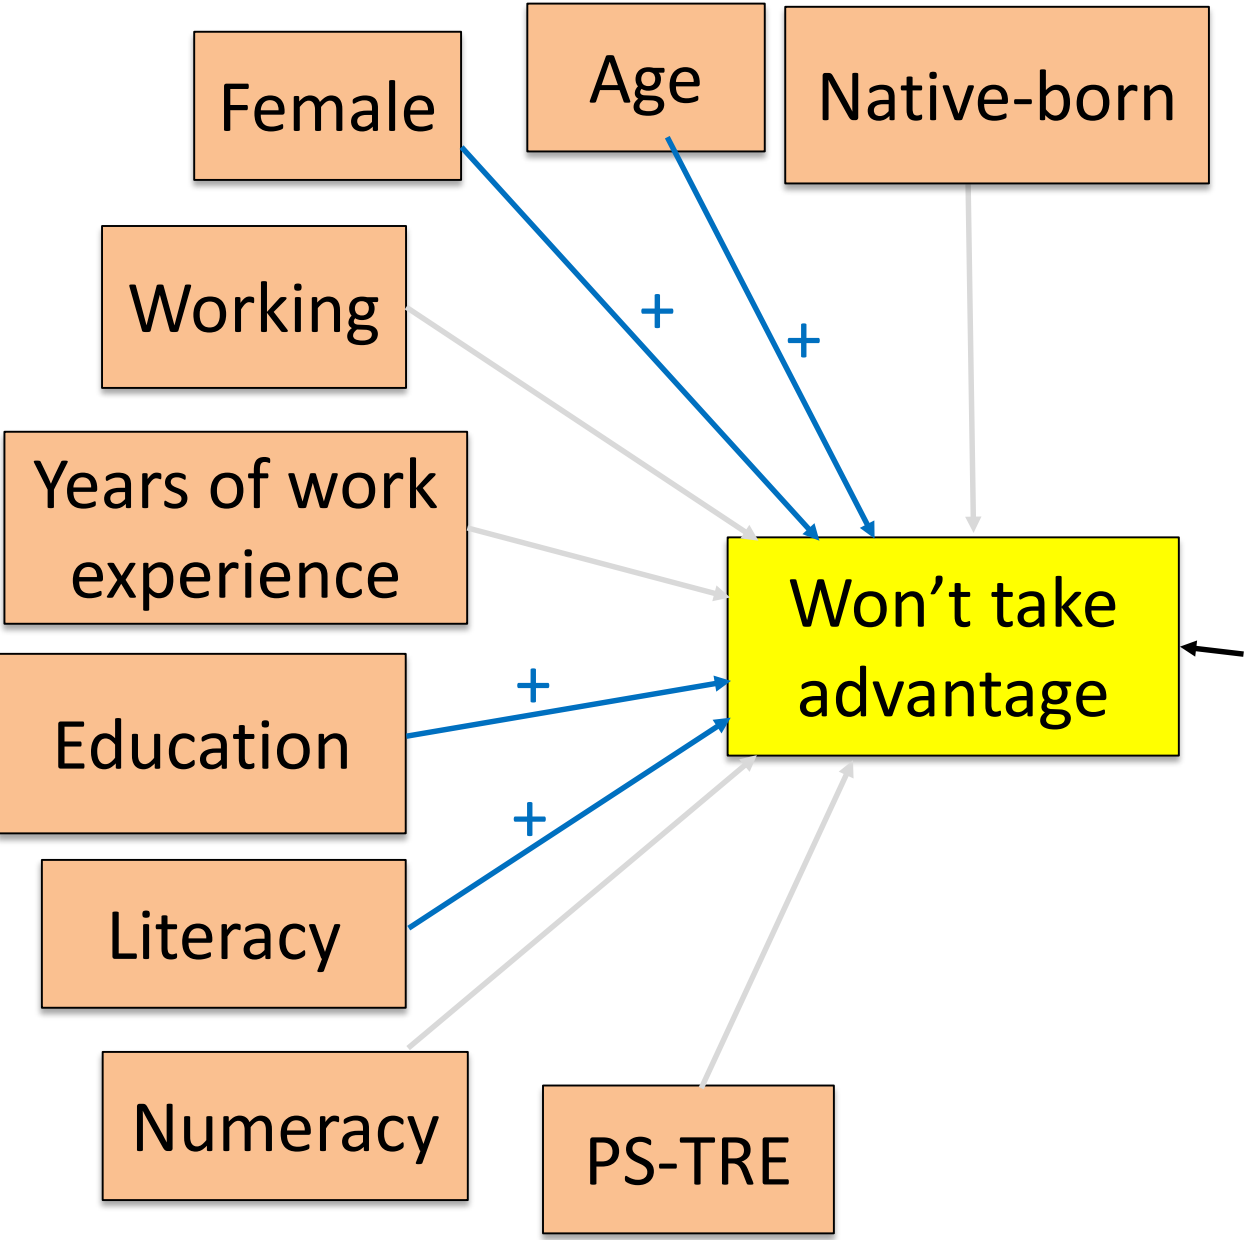 Female
Age
Native-born
Working
+
+
Years of work
experience
Won’t take
advantage
Education
+
Literacy
+
Numeracy
PS-TRE